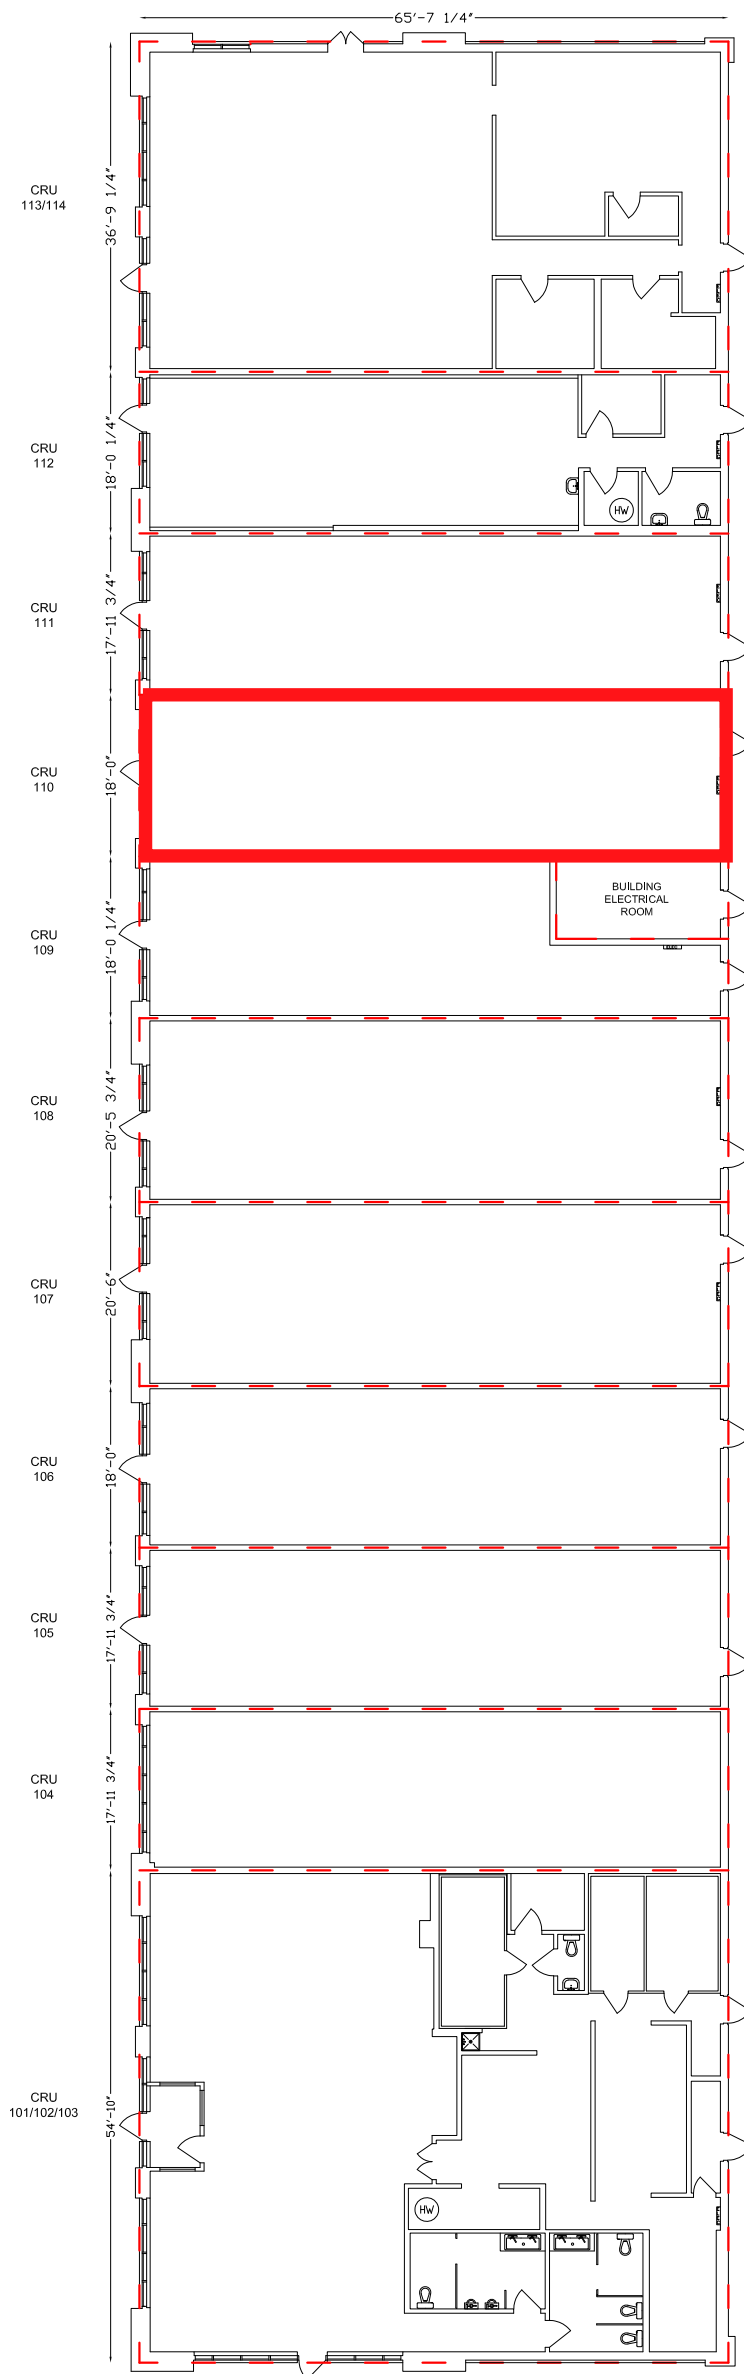 65'-7 1/4"
CRU
113/114
36'-9 1/4"
CRU
112
18'-0 1/4"
HW
CRU
111
17'-11 3/4"
CRU
110
18'-0"
BUILDING
ELECTRICAL
ROOM
CRU
109
18'-0 1/4"
CRU
108
20'-5 3/4"
CRU
107
20'-6"
CRU
106
18'-0"
CRU
105
17'-11 3/4"
CRU
104
17'-11 3/4"
CRU
101/102/103
54'-10"
HW